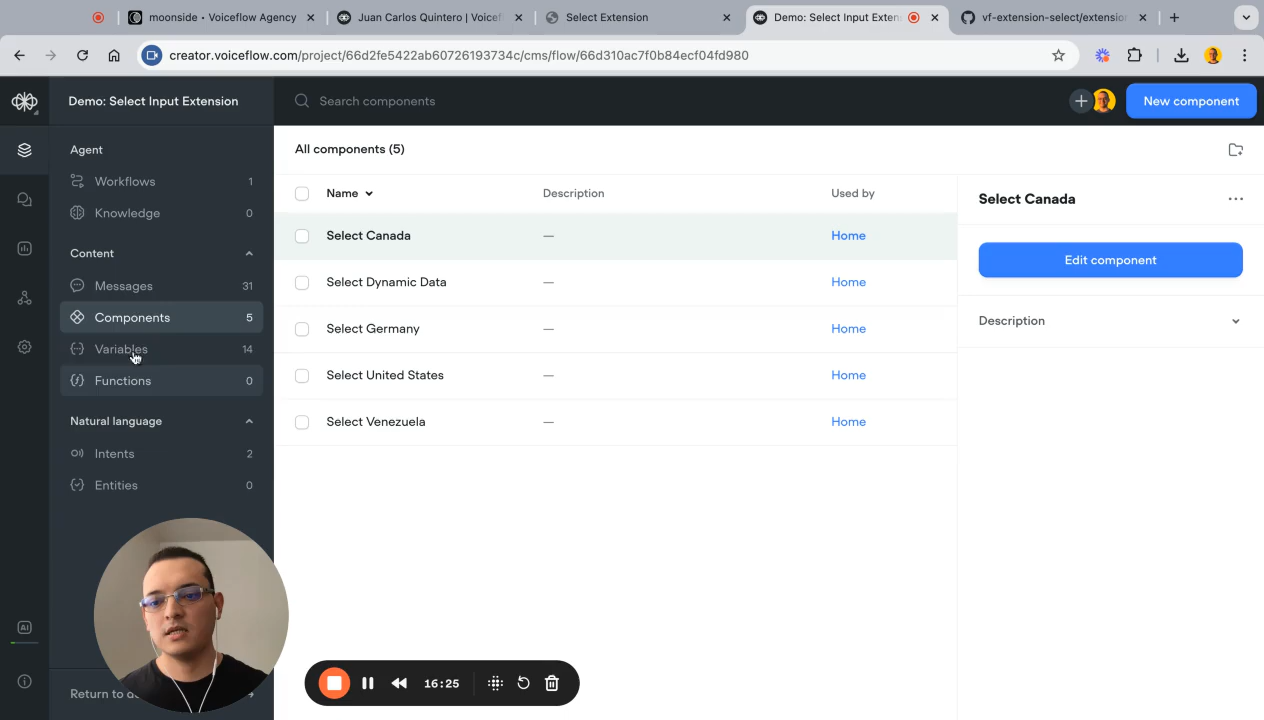 moonside • Voiceflow Agency
Juan Carlos Quintero | Voicef
Select Extension
Demo: Select Input Exten
vf-extension-select/extension
creator.voiceflow.com/project/66d2fe5422ab60726193734c/cms/flow/66d310ac7f0b84ecf04fd980
Demo: Select Input Extension
Search components
New component
Agent
Workflows 1
Knowledge 0
Content
Messages 31
Components 5
Variables 14
Functions 0
Natural language
Intents 2
Entities 0
Return to
All components (5)
Name
Description
Used by
Select Canada — Home
Select Dynamic Data — Home
Select Germany — Home
Select United States — Home
Select Venezuela — Home
Select Canada
Edit component
Description
AI
16:25